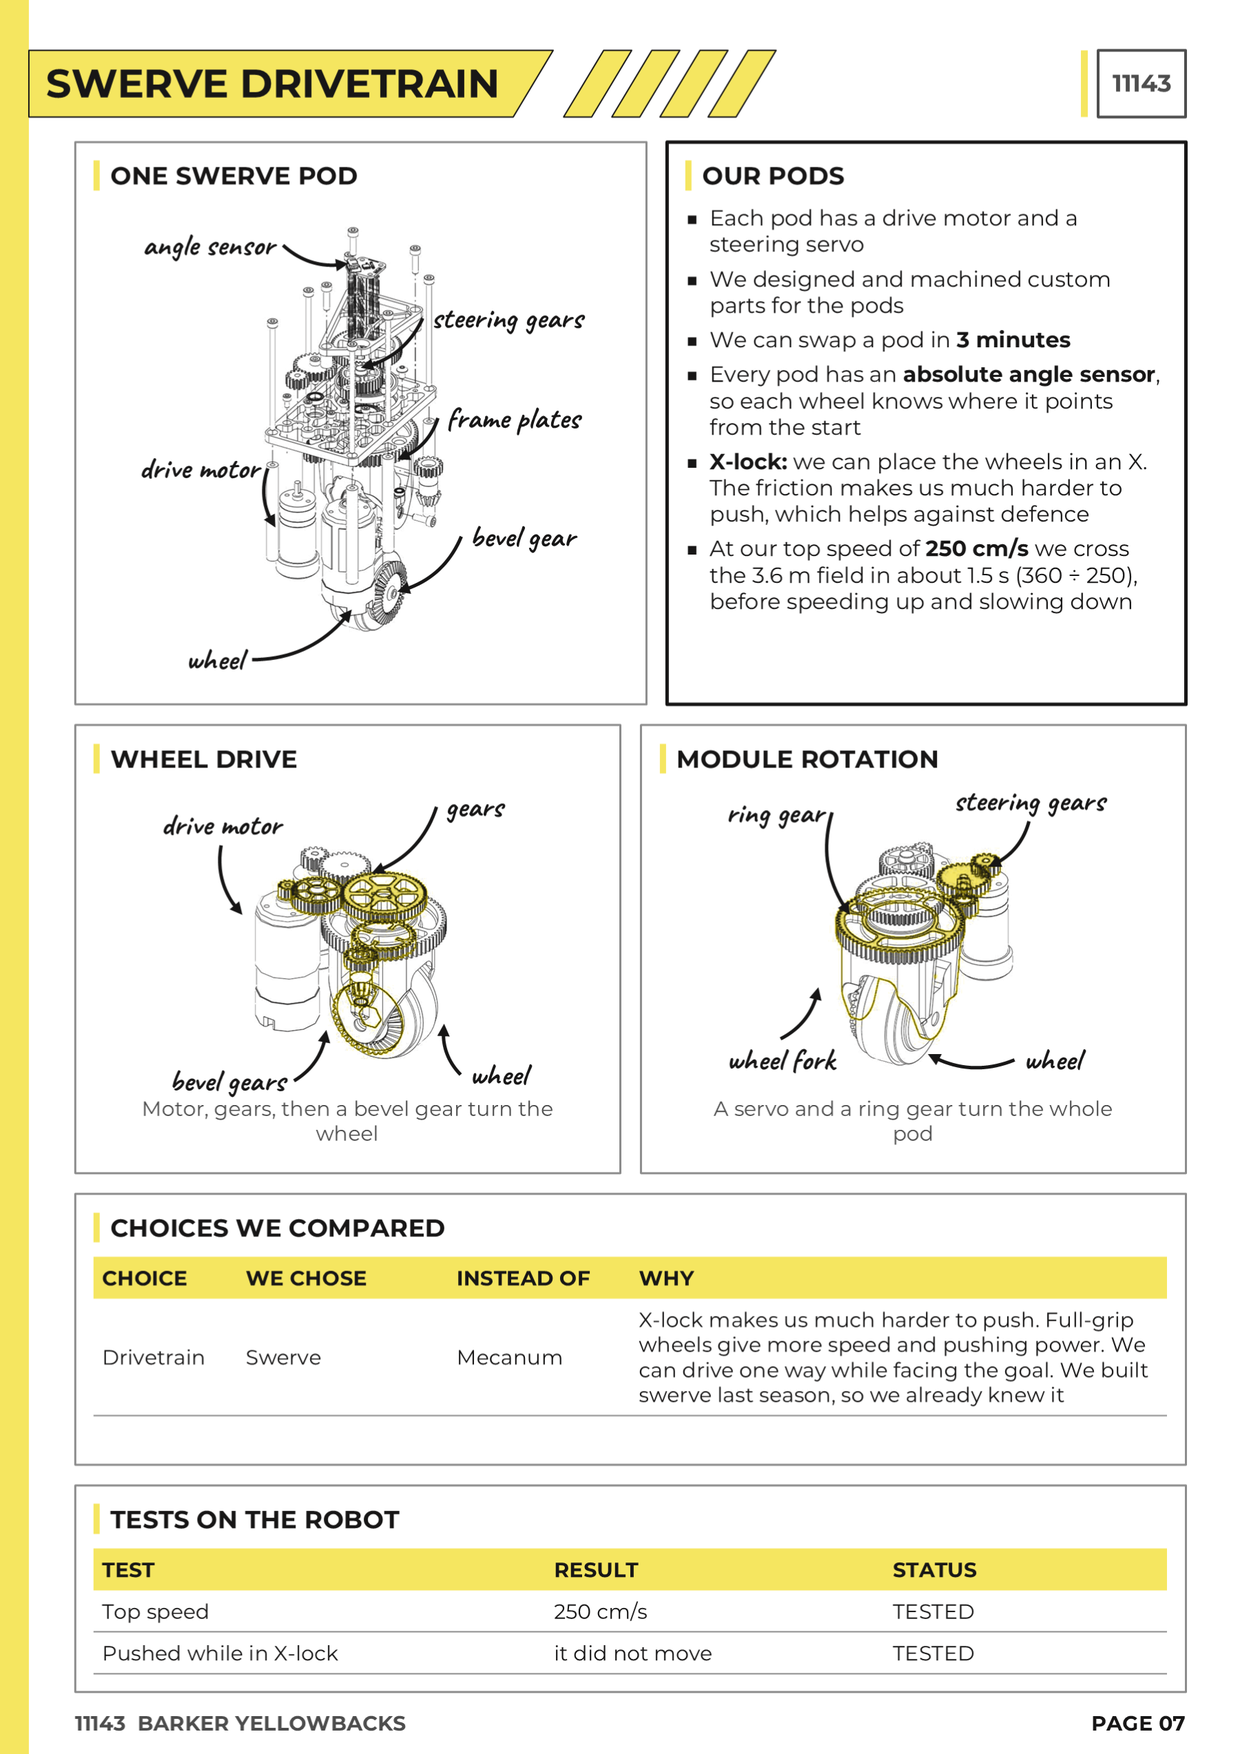 SWERVE DRIVETRAIN
11143
ONE SWERVE POD
angle sensor
steering gears
frame plates
drive motor
bevel gear
wheel
OUR PODS
▪ Each pod has a drive motor and a
steering servo
▪ We designed and machined custom
parts for the pods
▪ We can swap a pod in 3 minutes
▪ Every pod has an absolute angle sensor,
so each wheel knows where it points
from the start
▪ X-lock: we can place the wheels in an X.
The friction makes us much harder to
push, which helps against defence
▪ At our top speed of 250 cm/s we cross
the 3.6 m field in about 1.5 s (360 ÷ 250),
before speeding up and slowing down
WHEEL DRIVE
drive motor
gears
bevel gears
wheel
Motor, gears, then a bevel gear turn the
wheel
MODULE ROTATION
ring gear
steering gears
wheel fork
wheel
A servo and a ring gear turn the whole
pod
CHOICES WE COMPARED
CHOICE WE CHOSE INSTEAD OF WHY
Drivetrain Swerve Mecanum
X-lock makes us much harder to push. Full-grip
wheels give more speed and pushing power. We
can drive one way while facing the goal. We built
swerve last season, so we already knew it
TESTS ON THE ROBOT
TEST RESULT STATUS
Top speed 250 cm/s TESTED
Pushed while in X-lock it did not move TESTED
11143 BARKER YELLOWBACKS
PAGE 07